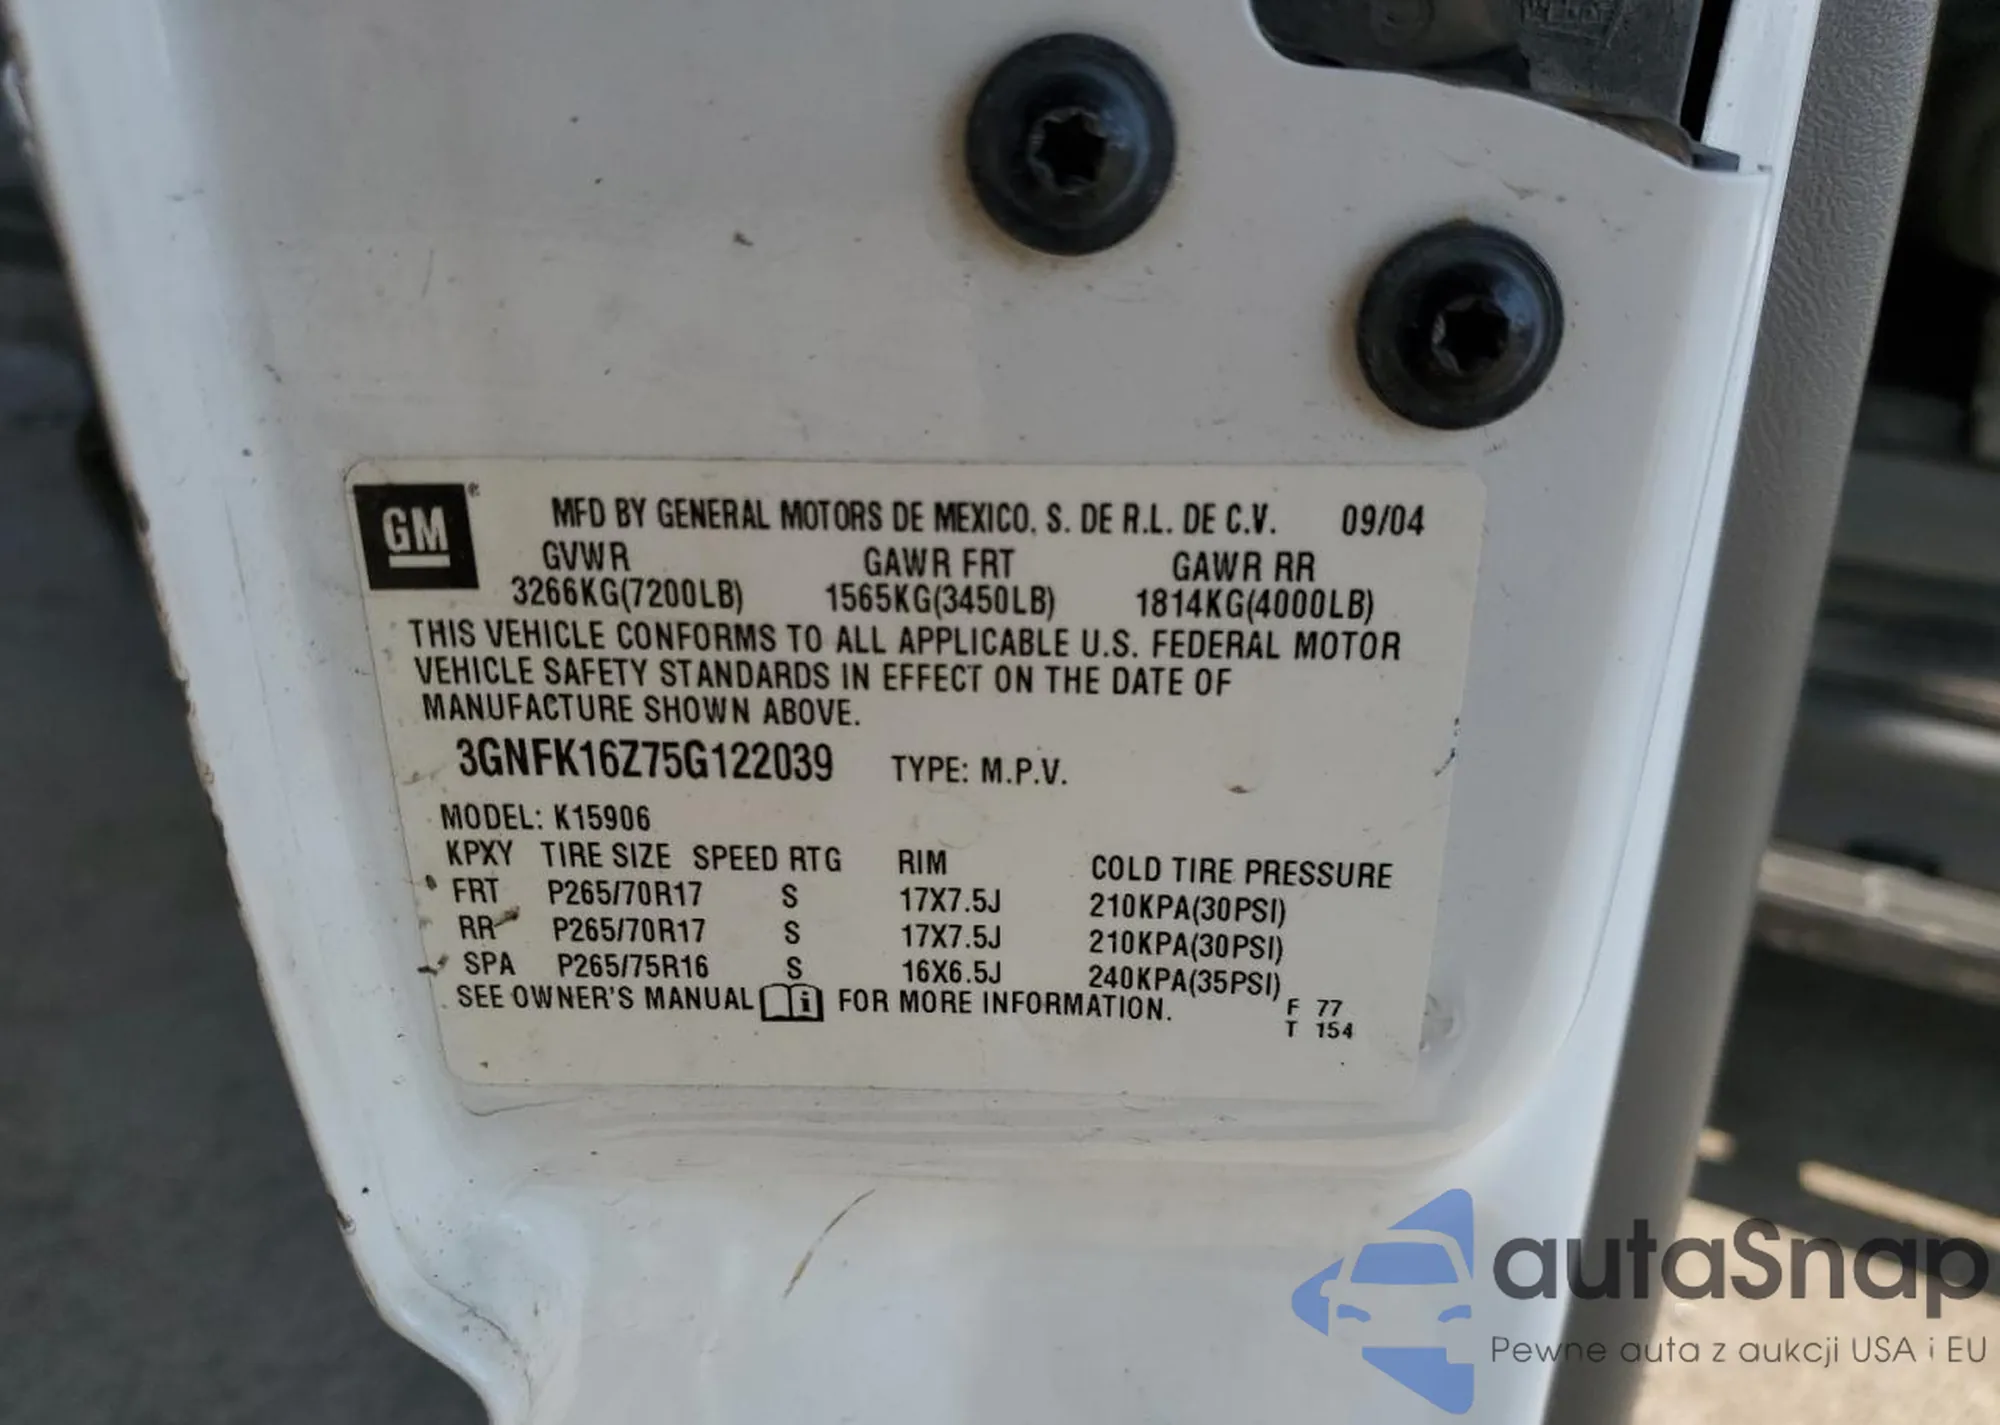 GM®
MFD BY GENERAL MOTORS DE MEXICO, S. DE R.L. DE C.V. 09/04
GVWR GAWR FRT GAWR RR
3266KG(7200LB) 1565KG(3450LB) 1814KG(4000LB)
THIS VEHICLE CONFORMS TO ALL APPLICABLE U.S. FEDERAL MOTOR
VEHICLE SAFETY STANDARDS IN EFFECT ON THE DATE OF
MANUFACTURE SHOWN ABOVE.
3GNFK16Z75G122039 TYPE: M.P.V.
MODEL: K15906
KPXY TIRE SIZE SPEED RTG RIM COLD TIRE PRESSURE
FRT P265/70R17 S 17X7.5J 210KPA(30PSI)
RR P265/70R17 S 17X7.5J 210KPA(30PSI)
SPA P265/75R16 S 16X6.5J 240KPA(35PSI)
SEE OWNER'S MANUAL i FOR MORE INFORMATION.
F 77
T 154
autaSnap
Pewne auta z aukcji USA i EU